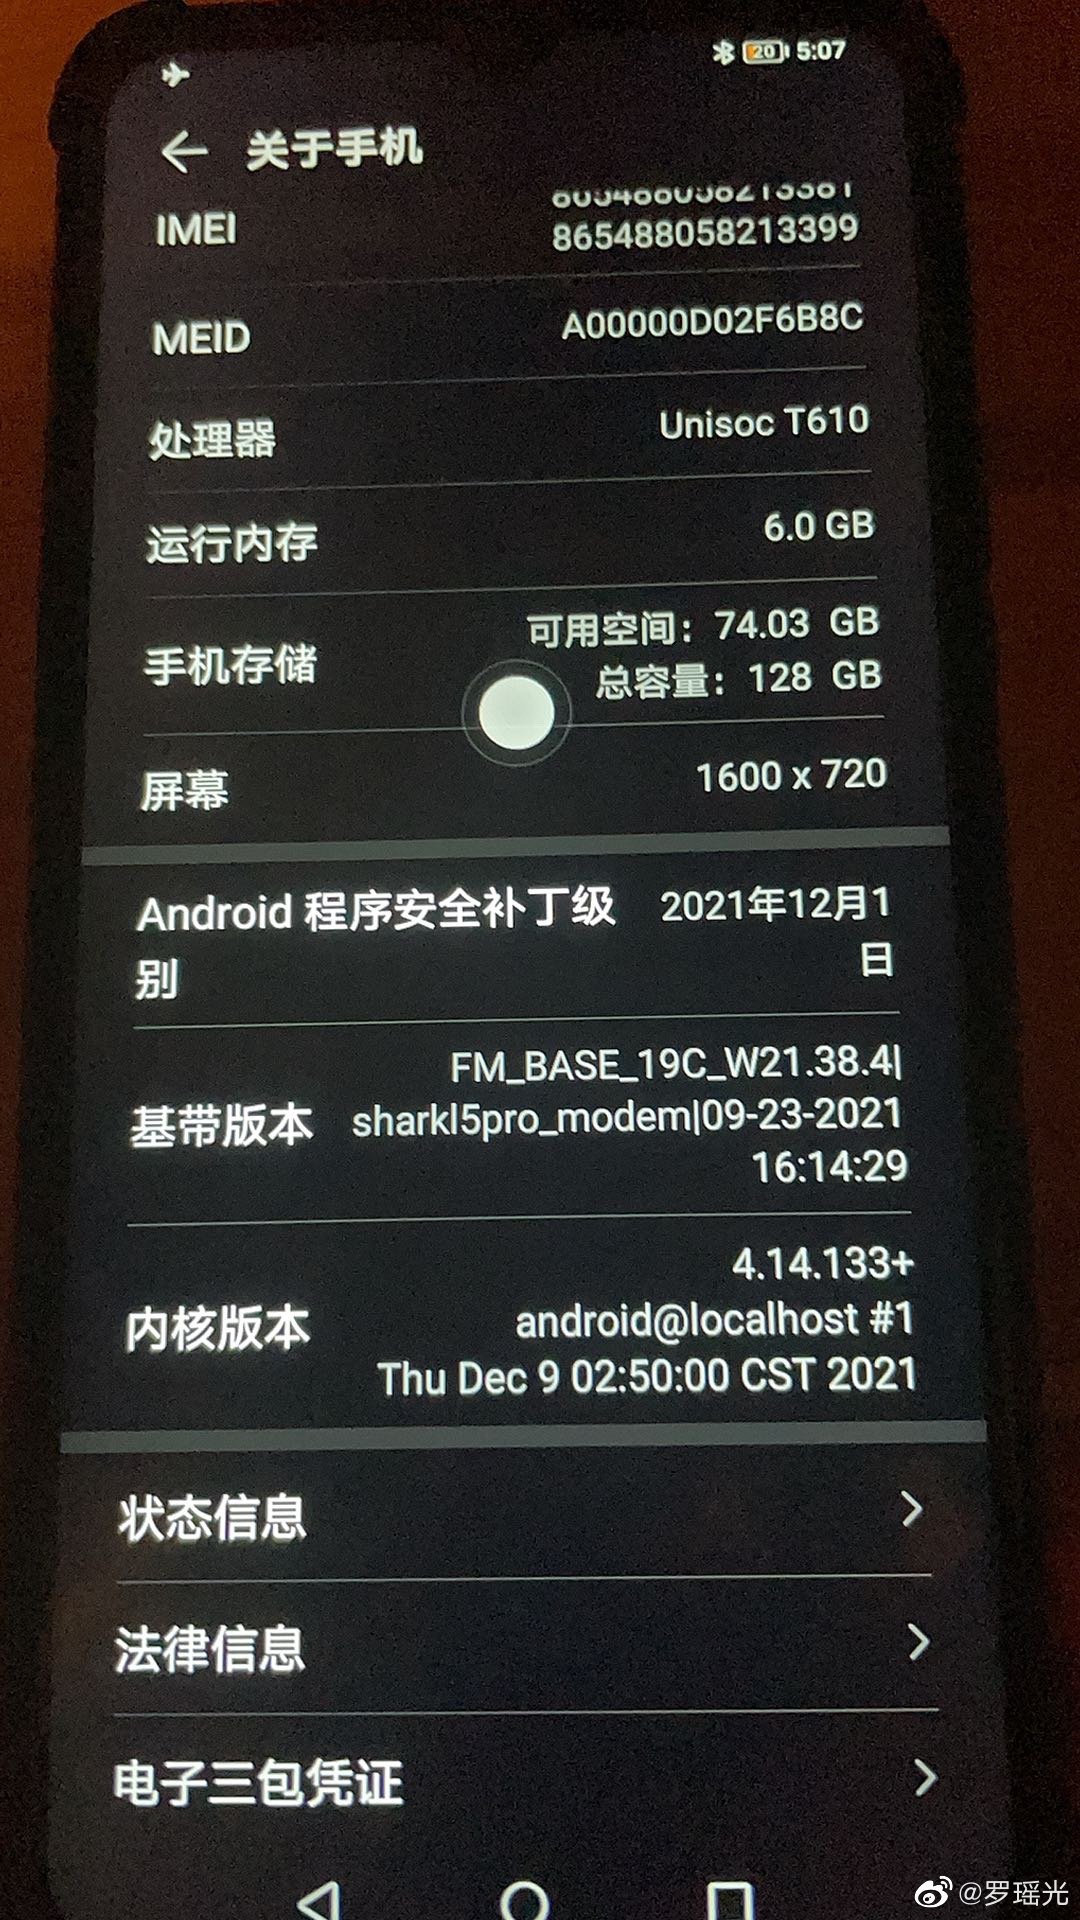 20 5:07
关于手机
IMEI
865488058213399
MEID A00000D02F6B8C
处理器 Unisoc T610
运行内存 6.0 GB
手机存储 可用空间：74.03 GB
总容量：128 GB
屏幕 1600 x 720
Android 程序安全补丁级 2021年12月1
别 日
基带版本 FM_BASE_19C_W21.38.4|
sharkl5pro_modem|09-23-2021
16:14:29
内核版本 4.14.133+
android@localhost #1
Thu Dec 9 02:50:00 CST 2021
状态信息
法律信息
电子三包凭证
@罗瑶光